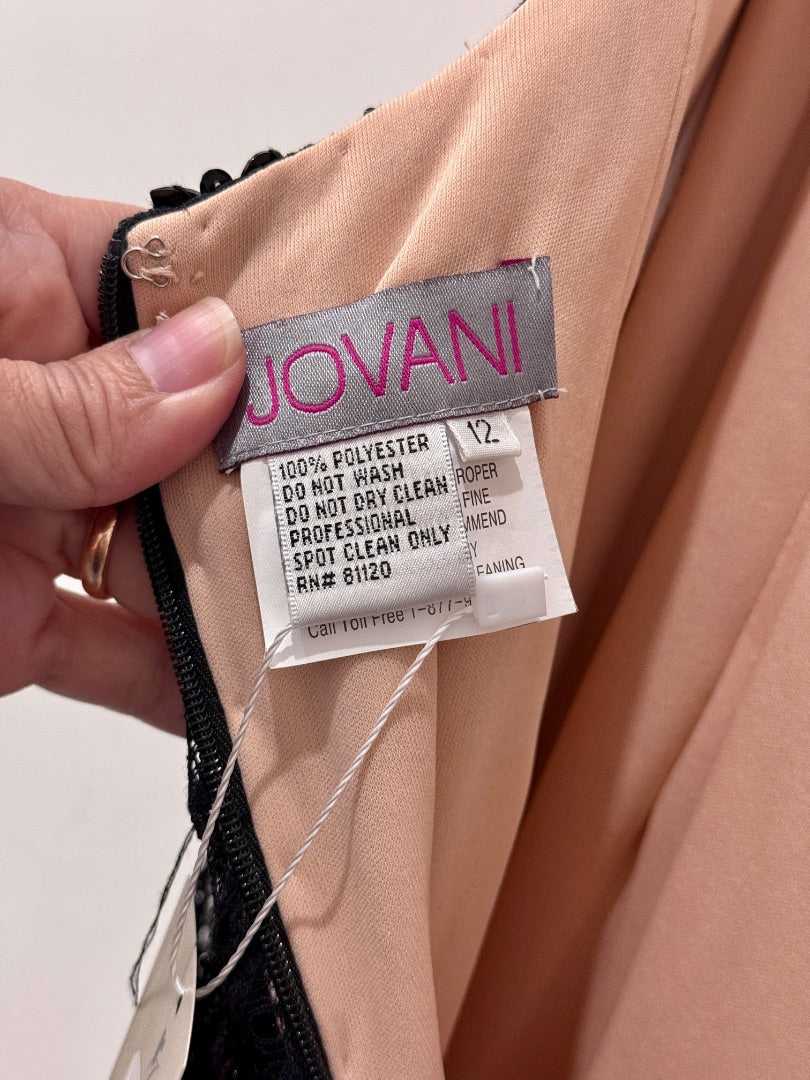 JOVANI
12
100% POLYESTER
DO NOT WASH
DO NOT DRY CLEAN
PROFESSIONAL
SPOT CLEAN ONLY
RN# 81120
ROPER
FINE
MMEND
Y
EANING
Call Toll Free 1-877-9